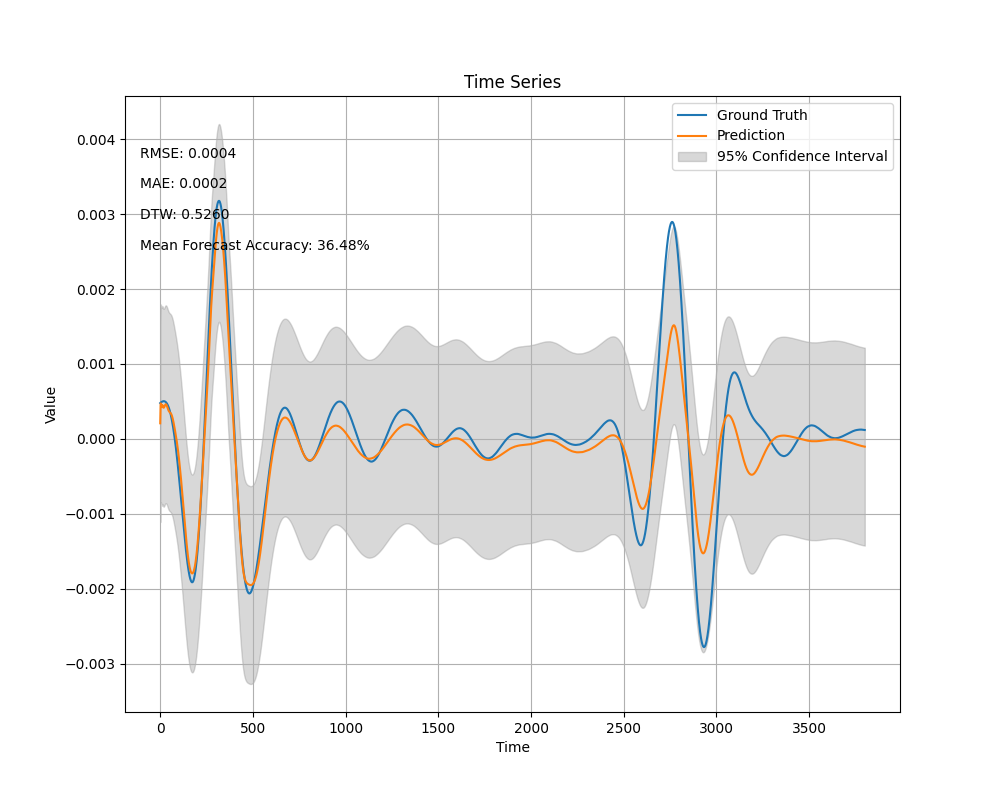 Time Series
Ground Truth
Prediction
95% Confidence Interval
RMSE: 0.0004
MAE: 0.0002
DTW: 0.5260
Mean Forecast Accuracy: 36.48%
0.004
0.003
0.002
0.001
0.000
−0.001
−0.002
−0.003
Value
0 500 1000 1500 2000 2500 3000 3500
Time